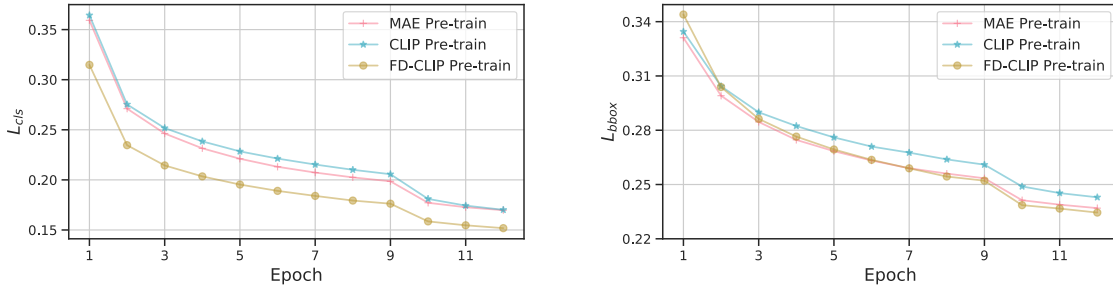 0.35
0.30
0.25
0.20
0.15
L_cls
MAE Pre-train
CLIP Pre-train
FD-CLIP Pre-train
1 3 5 7 9 11
Epoch
0.34
0.31
0.28
0.25
0.22
L_bbox
MAE Pre-train
CLIP Pre-train
FD-CLIP Pre-train
1 3 5 7 9 11
Epoch